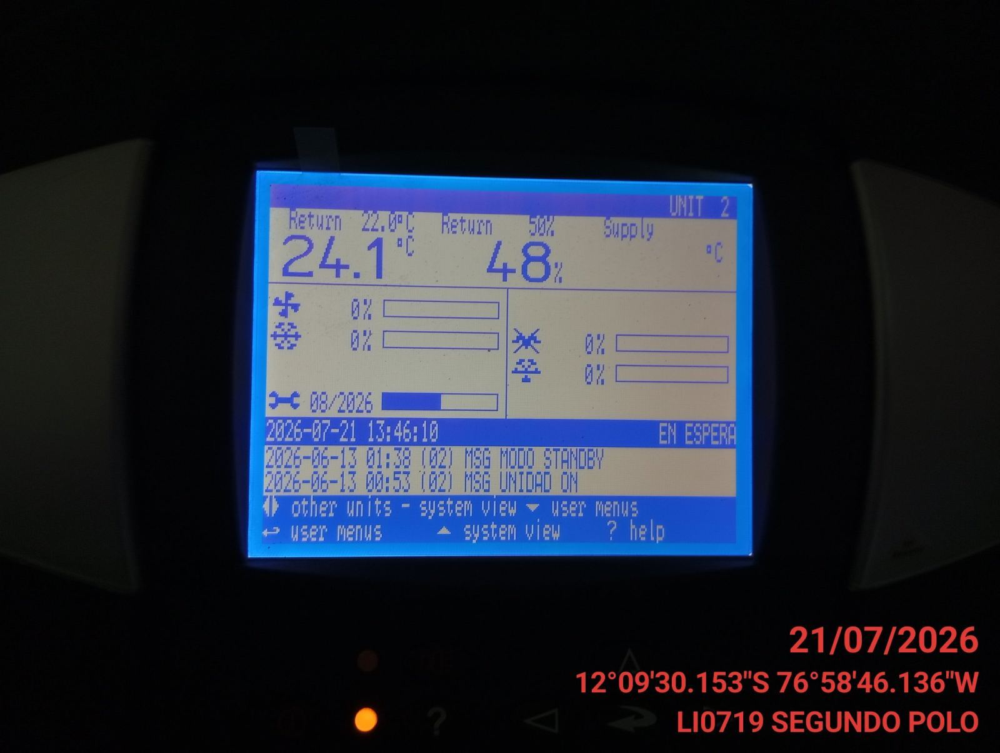 UNIT 2
Return 22.0°C Return 50% Supply
24.1 °C 48% °C
0%
0%
0%
0%
08/2026
2026-07-21 13:46:10 EN ESPERA
2026-06-13 01:38 (02) MSG MODO STANDBY
2026-06-13 00:53 (02) MSG UNIDAD ON
other units - system view user menus
user menus system view ? help
?
21/07/2026
12°09'30.153"S 76°58'46.136"W
LI0719 SEGUNDO POLO